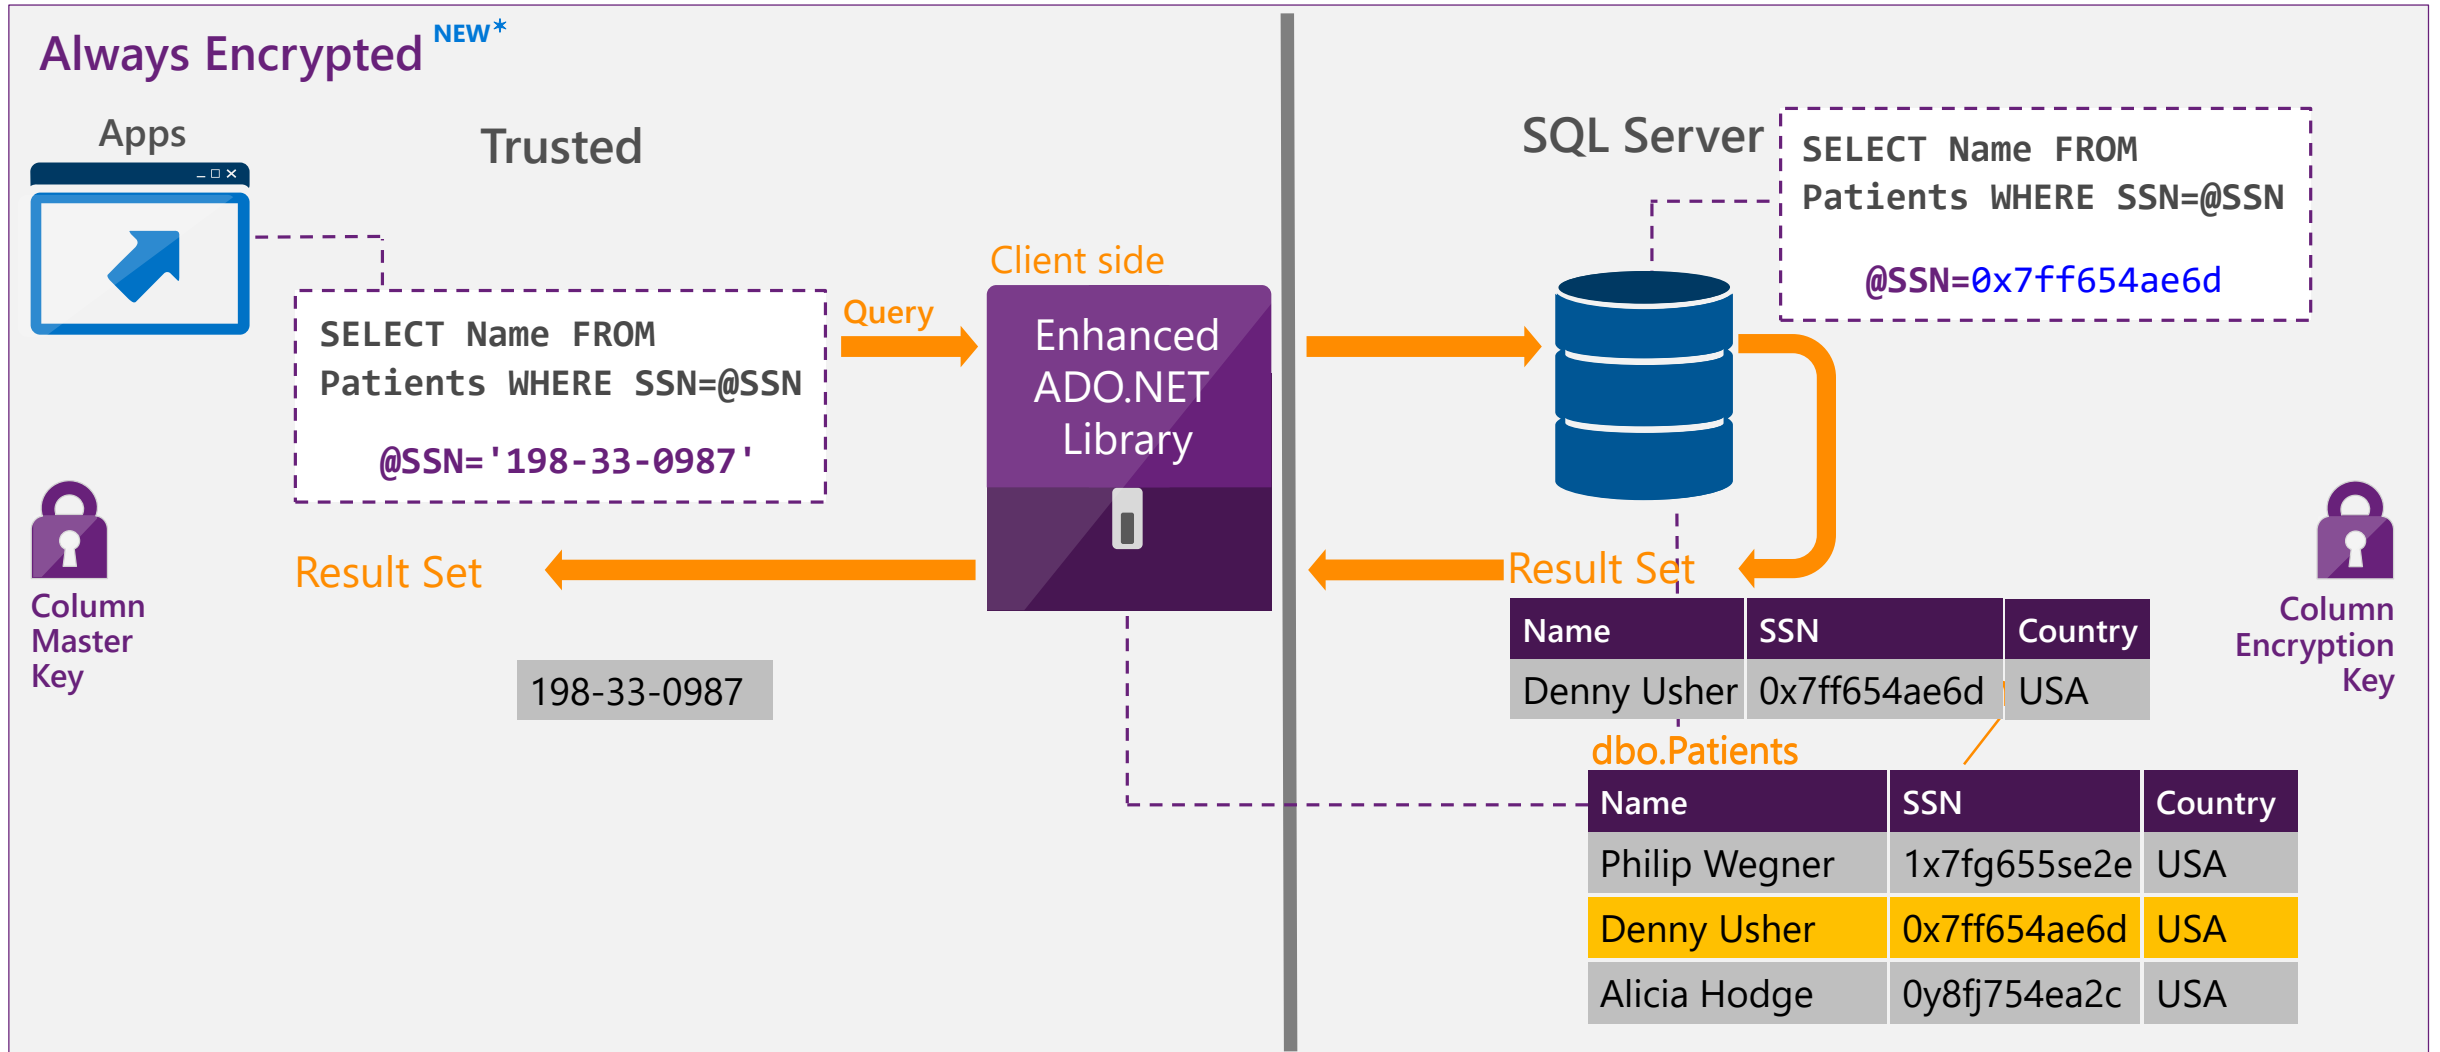 Always Encrypted NEW*
Apps
Trusted
SELECT Name FROM
Patients WHERE SSN=@SSN
@SSN='198-33-0987'
Query
Client side
Enhanced
ADO.NET
Library
Column
Master
Key
Result Set
198-33-0987
SQL Server
SELECT Name FROM
Patients WHERE SSN=@SSN
@SSN=0x7ff654ae6d
Result Set
Name SSN Country
Denny Usher 0x7ff654ae6d USA
Column
Encryption
Key
dbo.Patients
Name SSN Country
Philip Wegner 1x7fg655se2e USA
Denny Usher 0x7ff654ae6d USA
Alicia Hodge 0y8fj754ea2c USA